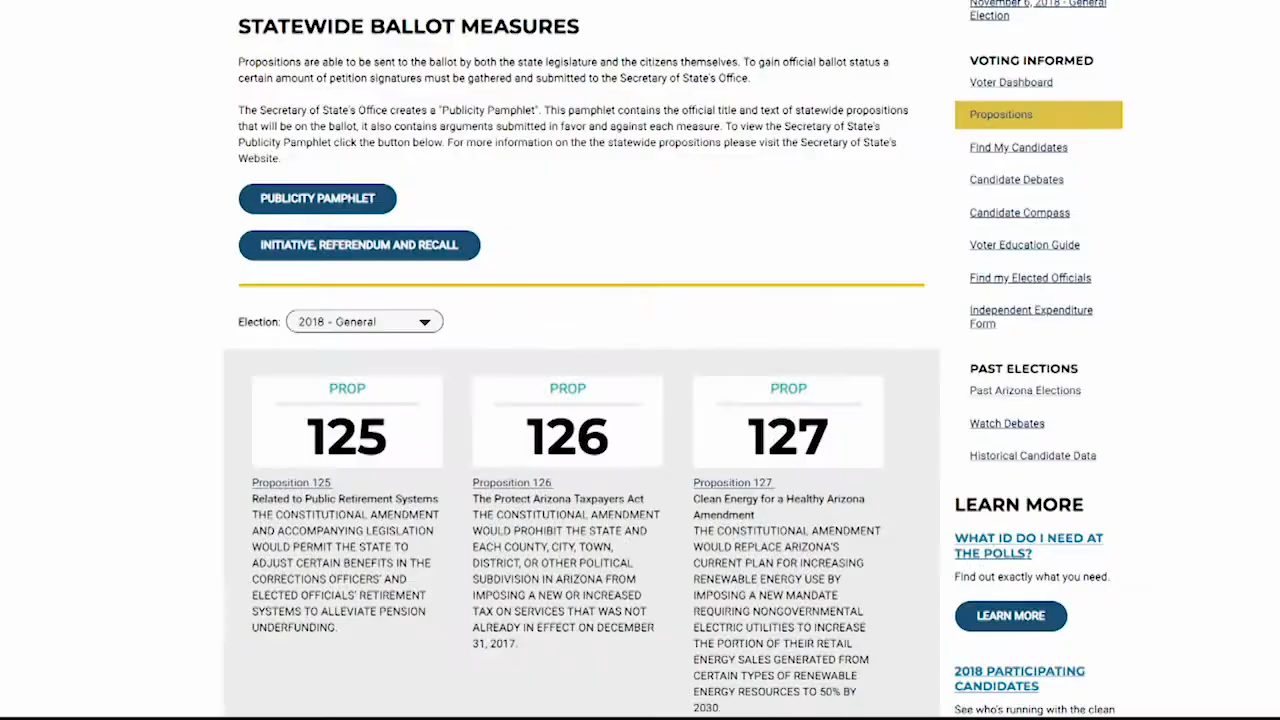 STATEWIDE BALLOT MEASURES
Propositions are able to be sent to the ballot by both the state legislature and the citizens themselves. To gain official ballot status a
certain amount of petition signatures must be gathered and submitted to the Secretary of State's Office.
The Secretary of State's Office creates a "Publicity Pamphlet". This pamphlet contains the official title and text of statewide propositions
that will be on the ballot, it also contains arguments submitted in favor and against each measure. To view the Secretary of State's
Publicity Pamphlet click the button below. For more information on the the statewide propositions please visit the Secretary of State's
Website.
PUBLICITY PAMPHLET
INITIATIVE, REFERENDUM AND RECALL
Election:
2018 - General
PROP
125
Proposition 125
Related to Public Retirement Systems
THE CONSTITUTIONAL AMENDMENT
AND ACCOMPANYING LEGISLATION
WOULD PERMIT THE STATE TO
ADJUST CERTAIN BENEFITS IN THE
CORRECTIONS OFFICERS' AND
ELECTED OFFICIALS' RETIREMENT
SYSTEMS TO ALLEVIATE PENSION
UNDERFUNDING.
PROP
126
Proposition 126
The Protect Arizona Taxpayers Act
THE CONSTITUTIONAL AMENDMENT
WOULD PROHIBIT THE STATE AND
EACH COUNTY, CITY, TOWN,
DISTRICT, OR OTHER POLITICAL
SUBDIVISION IN ARIZONA FROM
IMPOSING A NEW OR INCREASED
TAX ON SERVICES THAT WAS NOT
ALREADY IN EFFECT ON DECEMBER
31, 2017.
PROP
127
Proposition 127
Clean Energy for a Healthy Arizona
Amendment
THE CONSTITUTIONAL AMENDMENT
WOULD REPLACE ARIZONA'S
CURRENT PLAN FOR INCREASING
RENEWABLE ENERGY USE BY
IMPOSING A NEW MANDATE
REQUIRING NONGOVERNMENTAL
ELECTRIC UTILITIES TO INCREASE
THE PORTION OF THEIR RETAIL
ENERGY SALES GENERATED FROM
CERTAIN TYPES OF RENEWABLE
ENERGY RESOURCES TO 50% BY
2030.
November 6, 2018 - General
Election
VOTING INFORMED
Voter Dashboard
Propositions
Find My Candidates
Candidate Debates
Candidate Compass
Voter Education Guide
Find my Elected Officials
Independent Expenditure
Form
PAST ELECTIONS
Past Arizona Elections
Watch Debates
Historical Candidate Data
LEARN MORE
WHAT ID DO I NEED AT
THE POLLS?
Find out exactly what you need.
LEARN MORE
2018 PARTICIPATING
CANDIDATES
See who's running with the clean